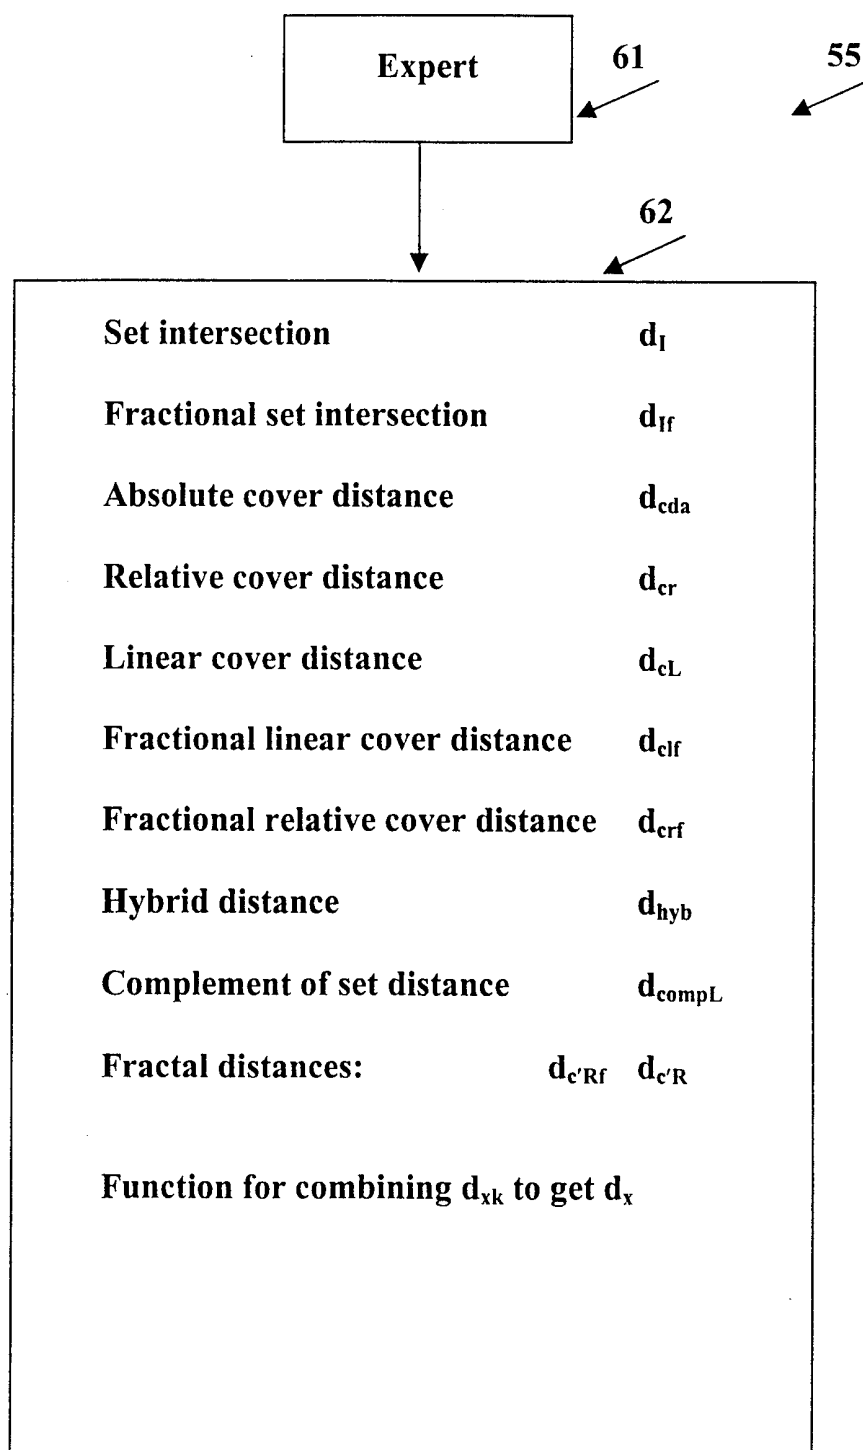 Expert
61
55
62
Set intersection d_I
Fractional set intersection d_If
Absolute cover distance d_cda
Relative cover distance d_cr
Linear cover distance d_cL
Fractional linear cover distance d_clf
Fractional relative cover distance d_crf
Hybrid distance d_hyb
Complement of set distance d_compL
Fractal distances: d_c'Rf d_c'R
Function for combining d_xk to get d_x